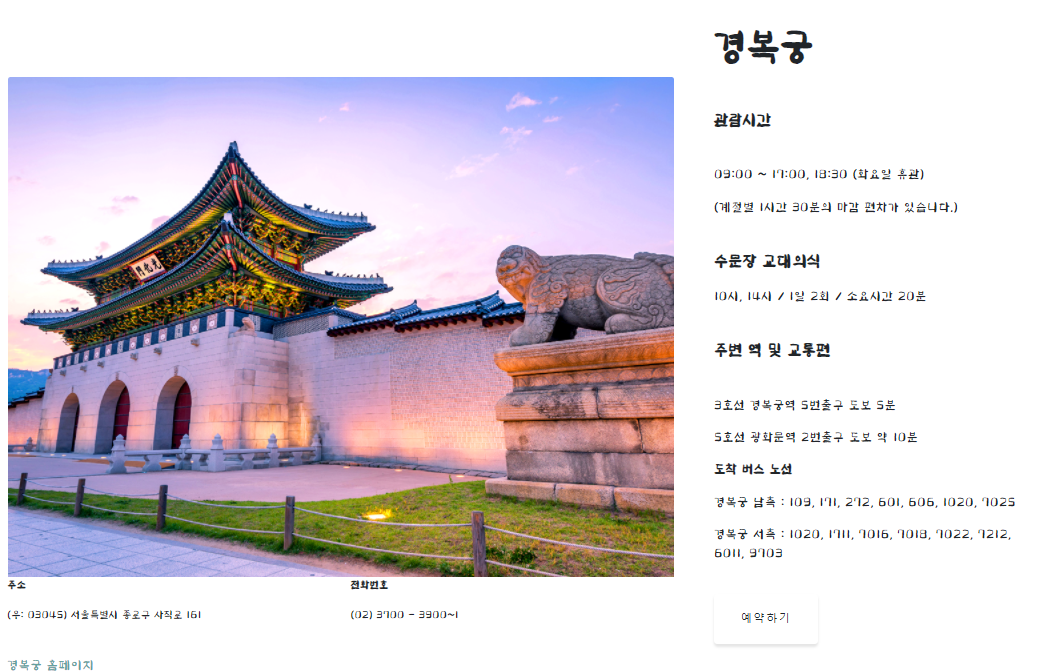 경복궁
관람시간
09:00 ~ 17:00, 18:30 (화요일 휴관)
(계절별 1시간 30분의 마감 편차가 있습니다.)
수문장 교대의식
10시, 14시 / 1일 2회 / 소요시간 20분
주변 역 및 교통편
3호선 경복궁역 5번출구 도보 5분
5호선 광화문역 2번출구 도보 약 10분
도착 버스 노선
경복궁 남측 : 109, 171, 272, 601, 606, 1020, 7025
경복궁 서측 : 1020, 1711, 7016, 7018, 7022, 7212,
6011, 9703
예약하기
門化光
주소
(우: 03045) 서울특별시 종로구 사직로 161
전화번호
(02) 3700 - 3900~1
경복궁 홈페이지